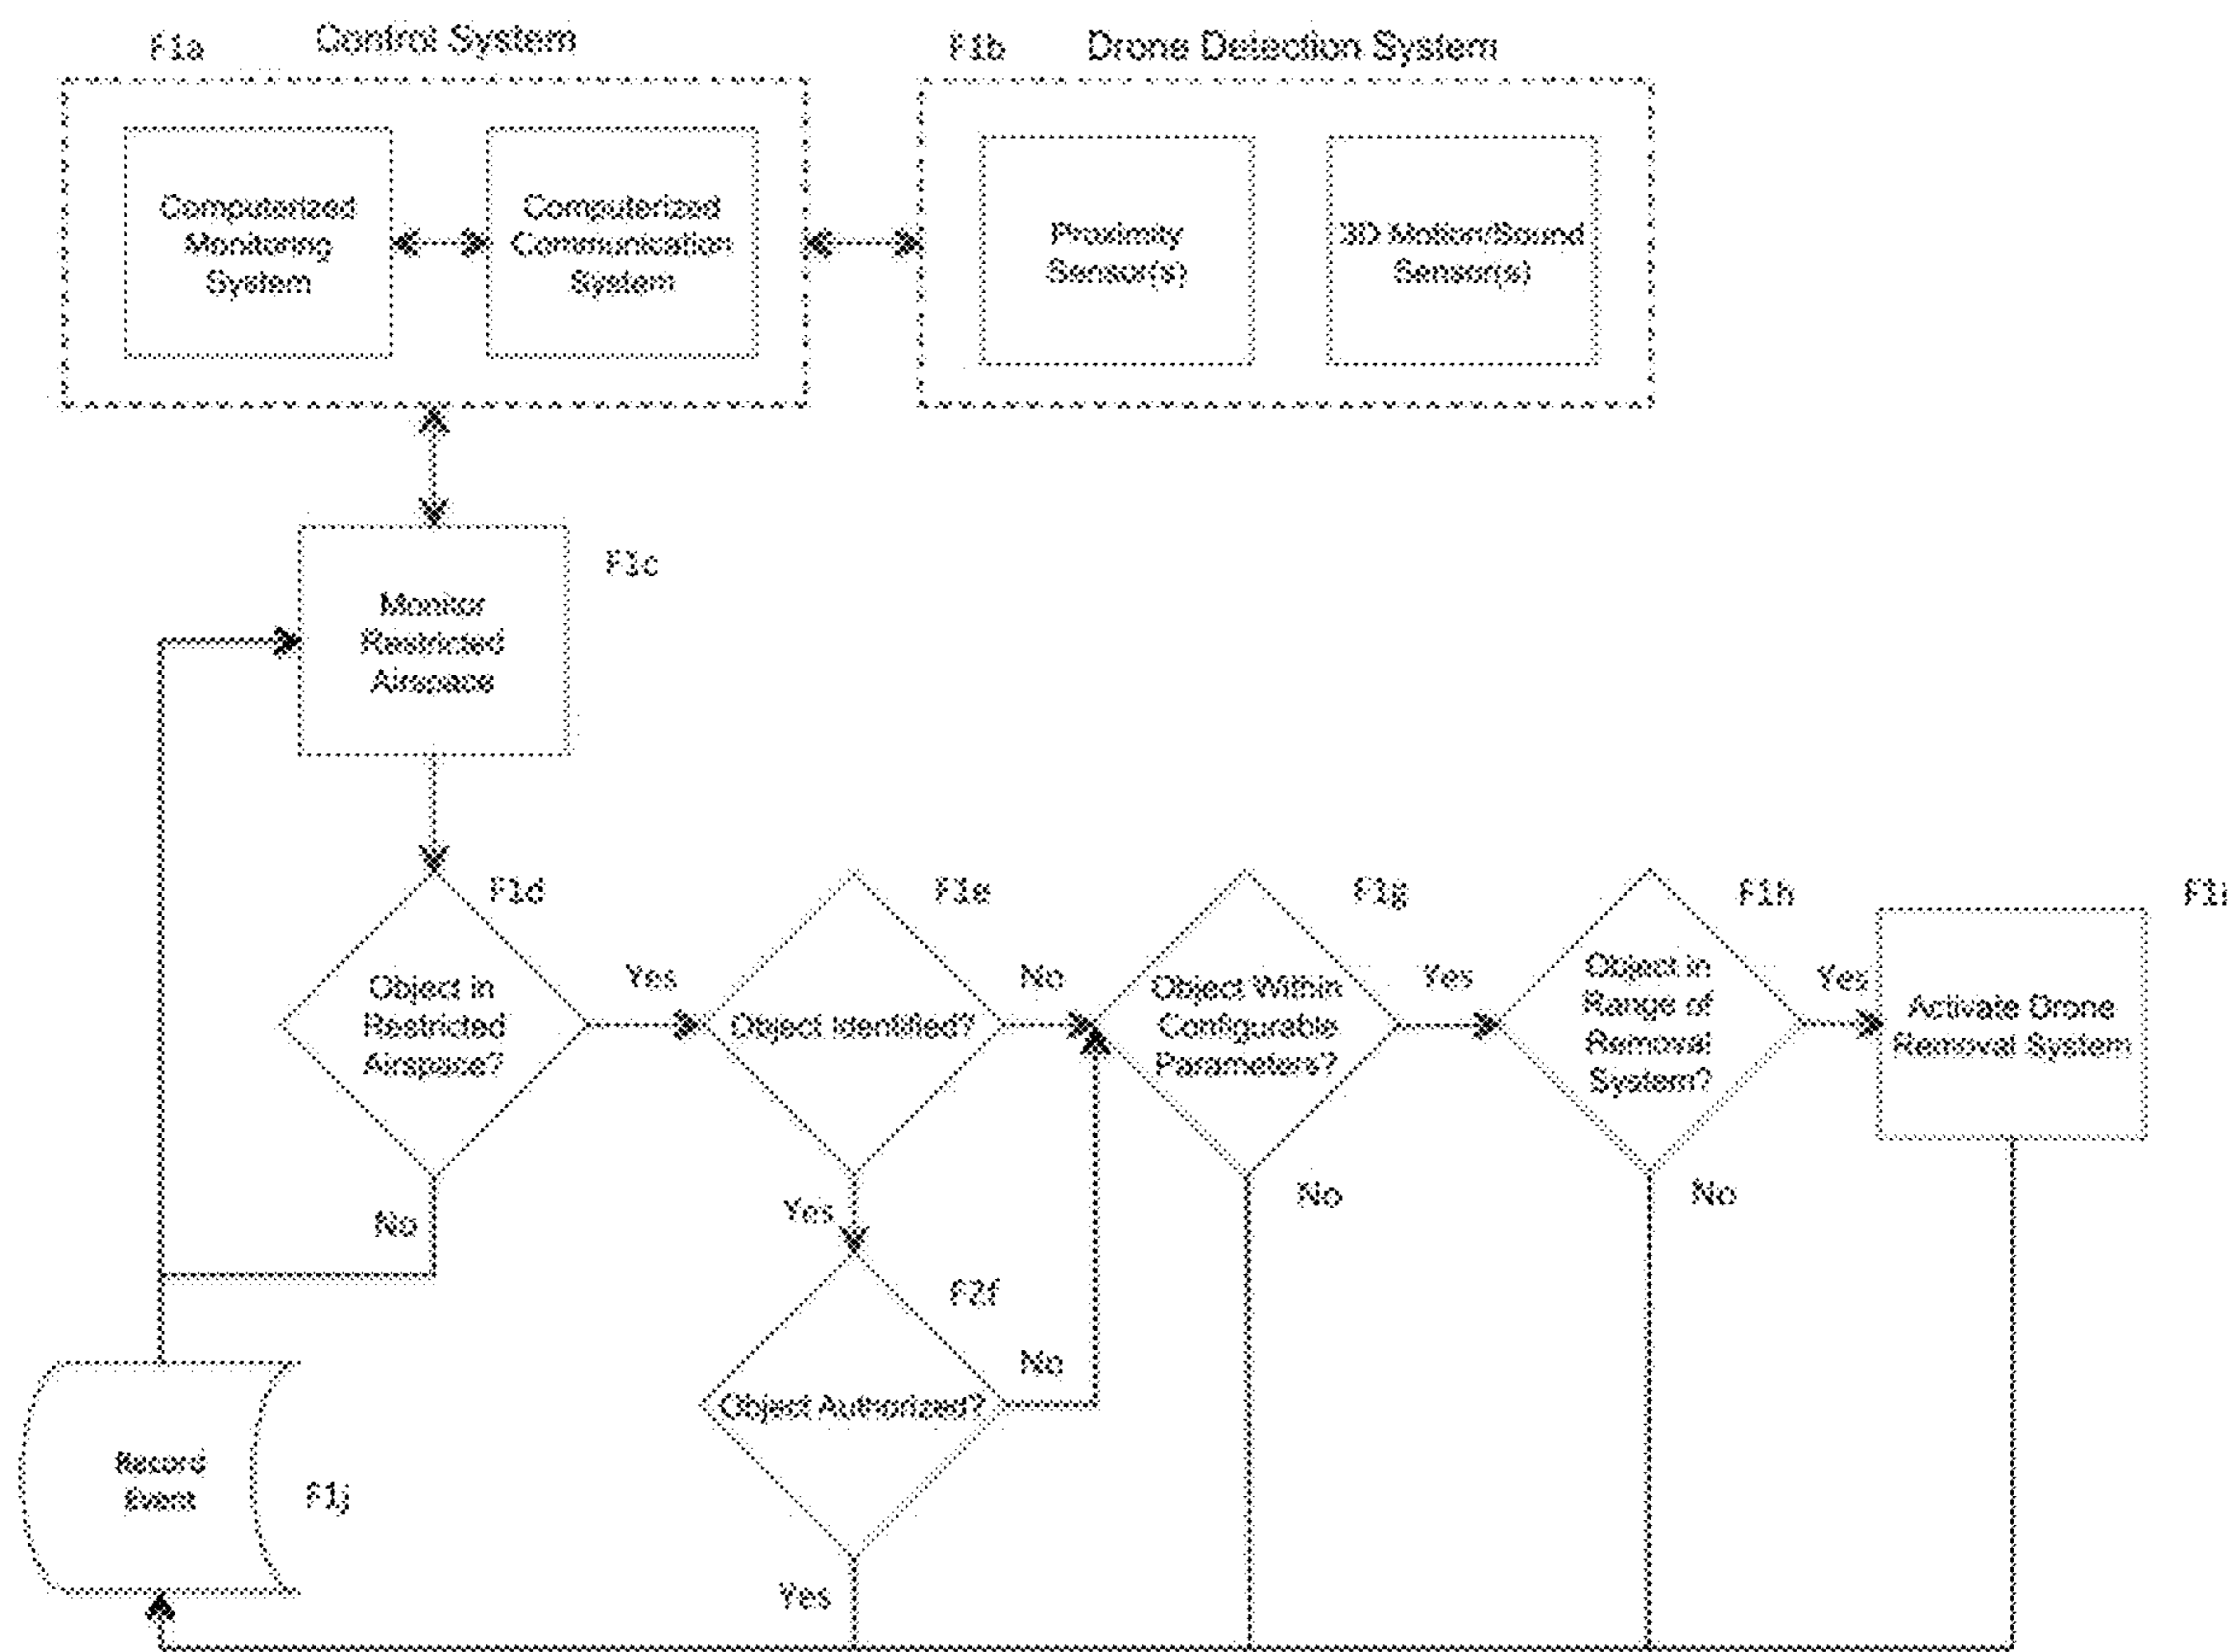 F1a
Control System
F1b
Drone Detection System
Computerized
Monitoring
System
Computerized
Communication
System
Proximity
Sensor(s)
3D Motion/Sound
Sensor(s)
F1c
Monitor
Restricted
Airspace
F1d
Object in
Restricted
Airspace?
Yes
No
F1e
Object Identified?
No
Yes
F1g
Object Within
Configurable
Parameters?
Yes
No
F1h
Object in
Range of
Removal
System?
Yes
No
F1i
Activate Drone
Removal System
F2f
Object Authorized?
No
Yes
Record
Event
F1j